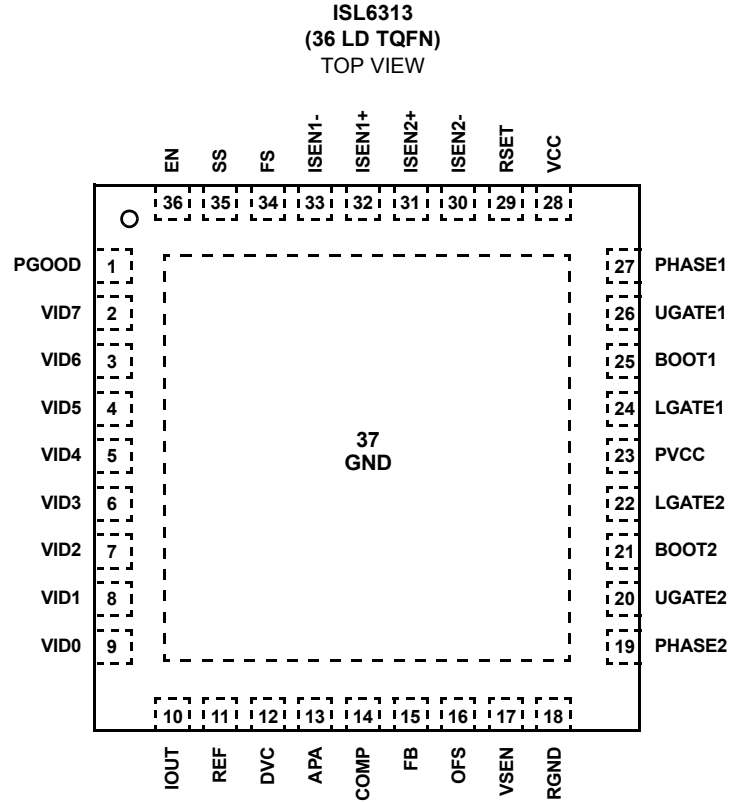 ISL6313
(36 LD TQFN)
TOP VIEW
EN
SS
FS
ISEN1-
ISEN1+
ISEN2+
ISEN2-
RSET
VCC
36
35
34
33
32
31
30
29
28
PGOOD 1
27 PHASE1
VID7 2
26 UGATE1
VID6 3
25 BOOT1
VID5 4
24 LGATE1
VID4 5
23 PVCC
37
GND
VID3 6
22 LGATE2
VID2 7
21 BOOT2
VID1 8
20 UGATE2
VID0 9
19 PHASE2
10
11
12
13
14
15
16
17
18
IOUT
REF
DVC
APA
COMP
FB
OFS
VSEN
RGND